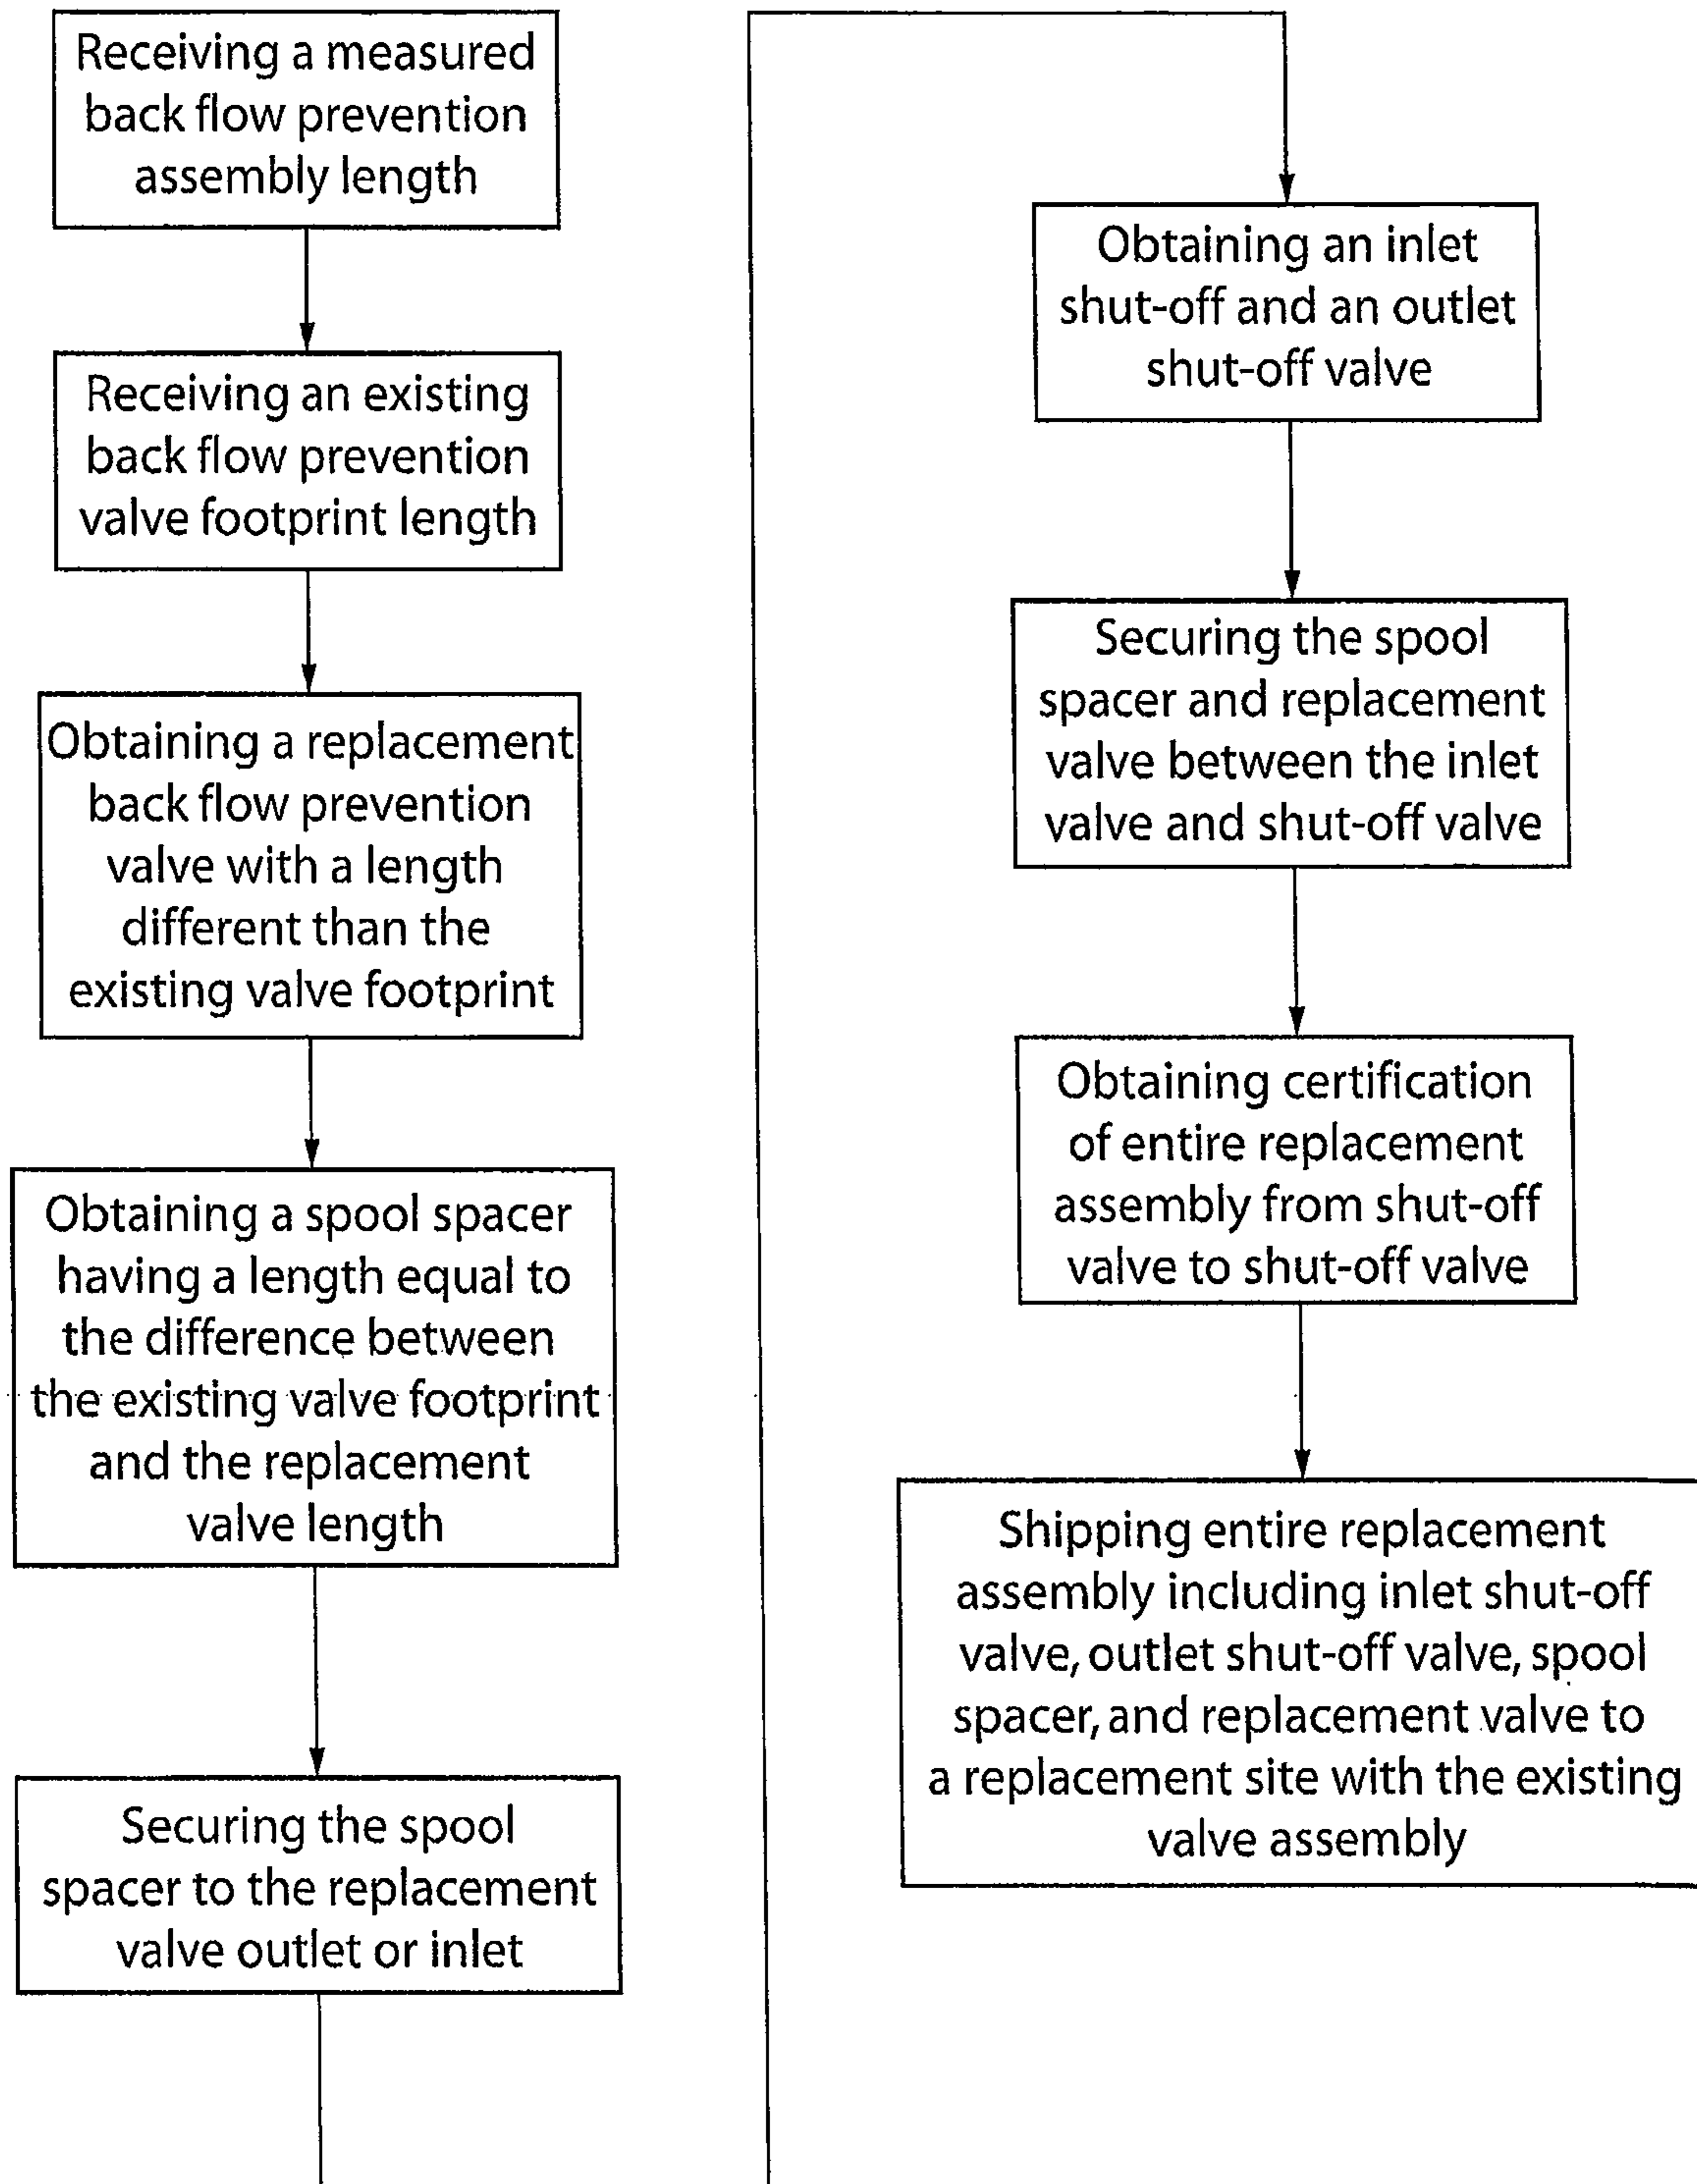 Receiving a measured
back flow prevention
assembly length
Receiving an existing
back flow prevention
valve footprint length
Obtaining a replacement
back flow prevention
valve with a length
different than the
existing valve footprint
Obtaining a spool spacer
having a length equal to
the difference between
the existing valve footprint
and the replacement
valve length
Securing the spool
spacer to the replacement
valve outlet or inlet
Obtaining an inlet
shut-off and an outlet
shut-off valve
Securing the spool
spacer and replacement
valve between the inlet
valve and shut-off valve
Obtaining certification
of entire replacement
assembly from shut-off
valve to shut-off valve
Shipping entire replacement
assembly including inlet shut-off
valve, outlet shut-off valve, spool
spacer, and replacement valve to
a replacement site with the existing
valve assembly